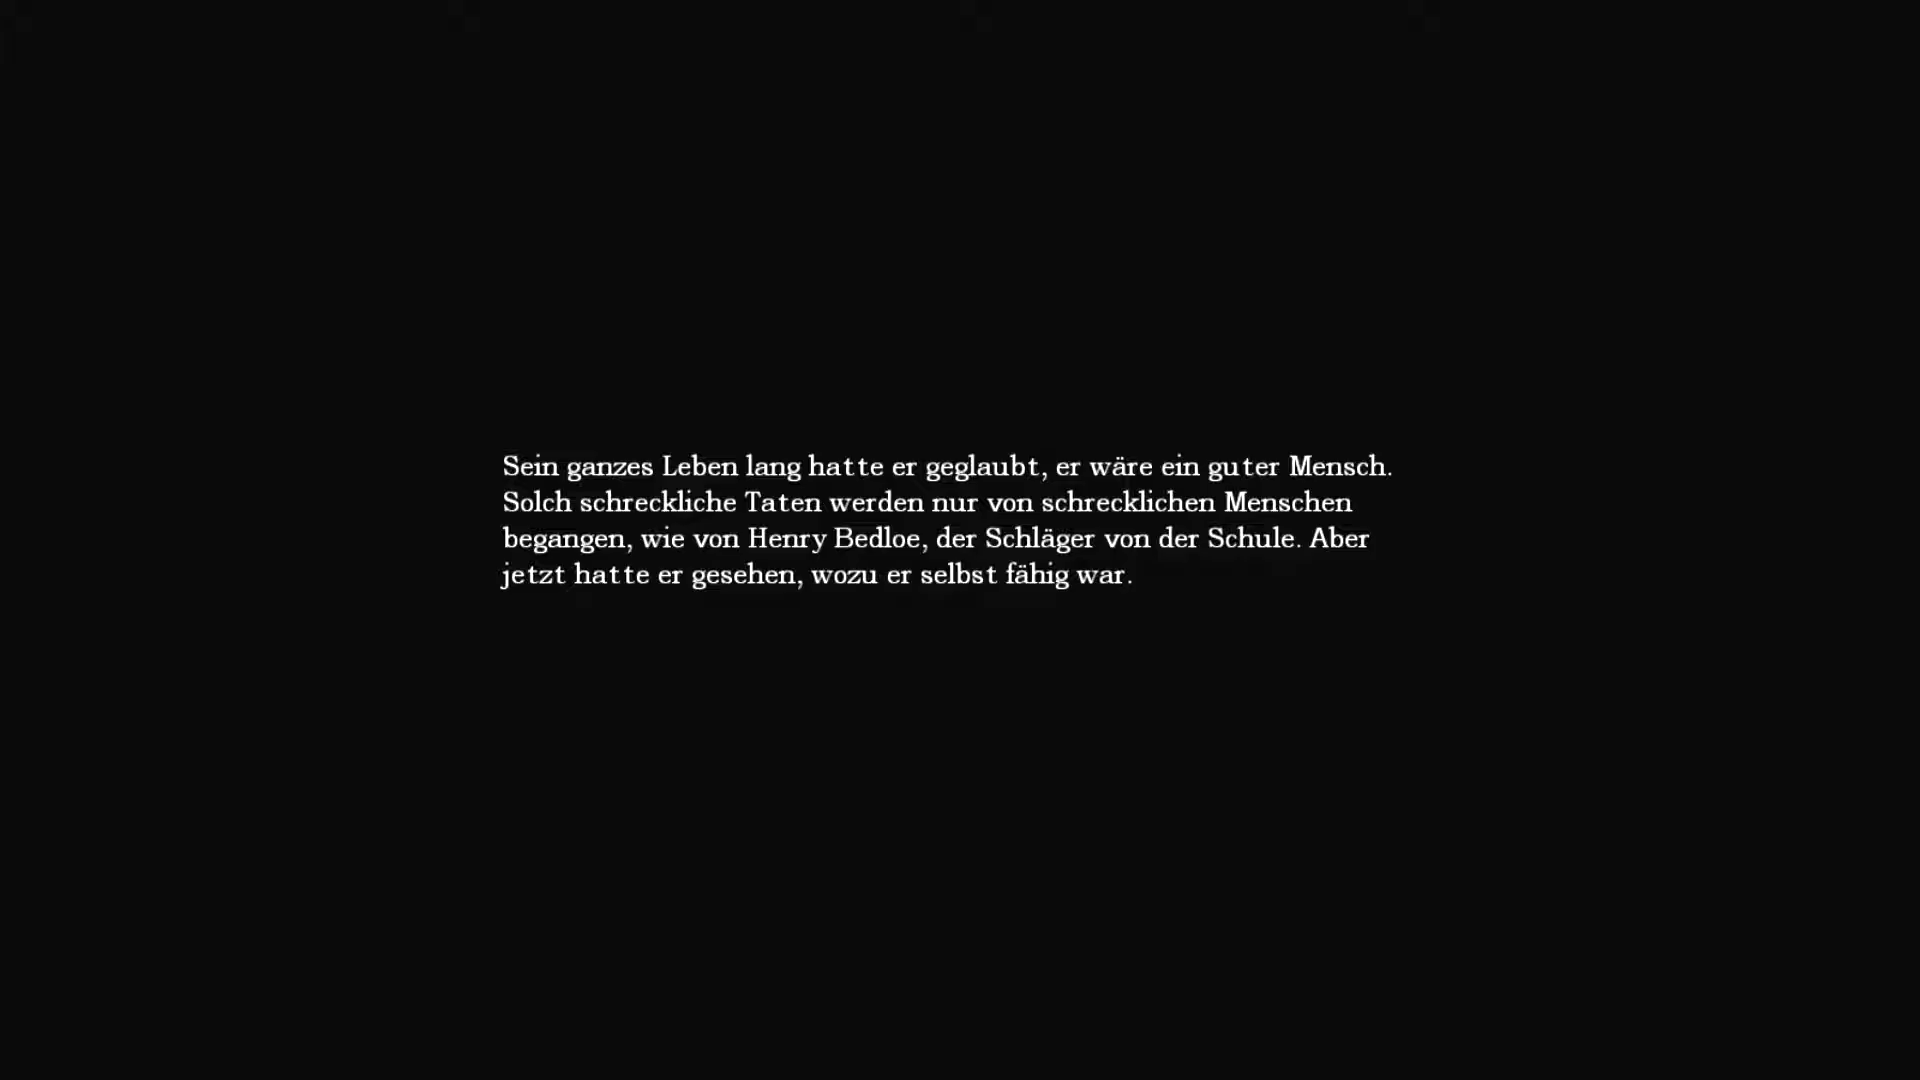 Sein ganzes Leben lang hatte er geglaubt, er wäre ein guter Mensch.
Solch schreckliche Taten werden nur von schrecklichen Menschen
begangen, wie von Henry Bedloe, der Schläger von der Schule. Aber
jetzt hatte er gesehen, wozu er selbst fähig war.